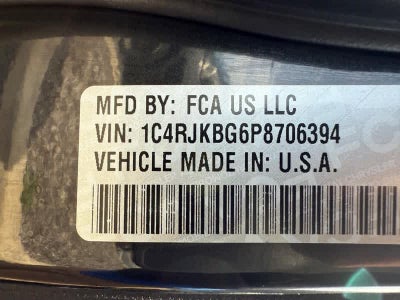 MFD BY: FCA US LLC
VIN: 1C4RJKBG6P8706394
VEHICLE MADE IN: U.S.A.